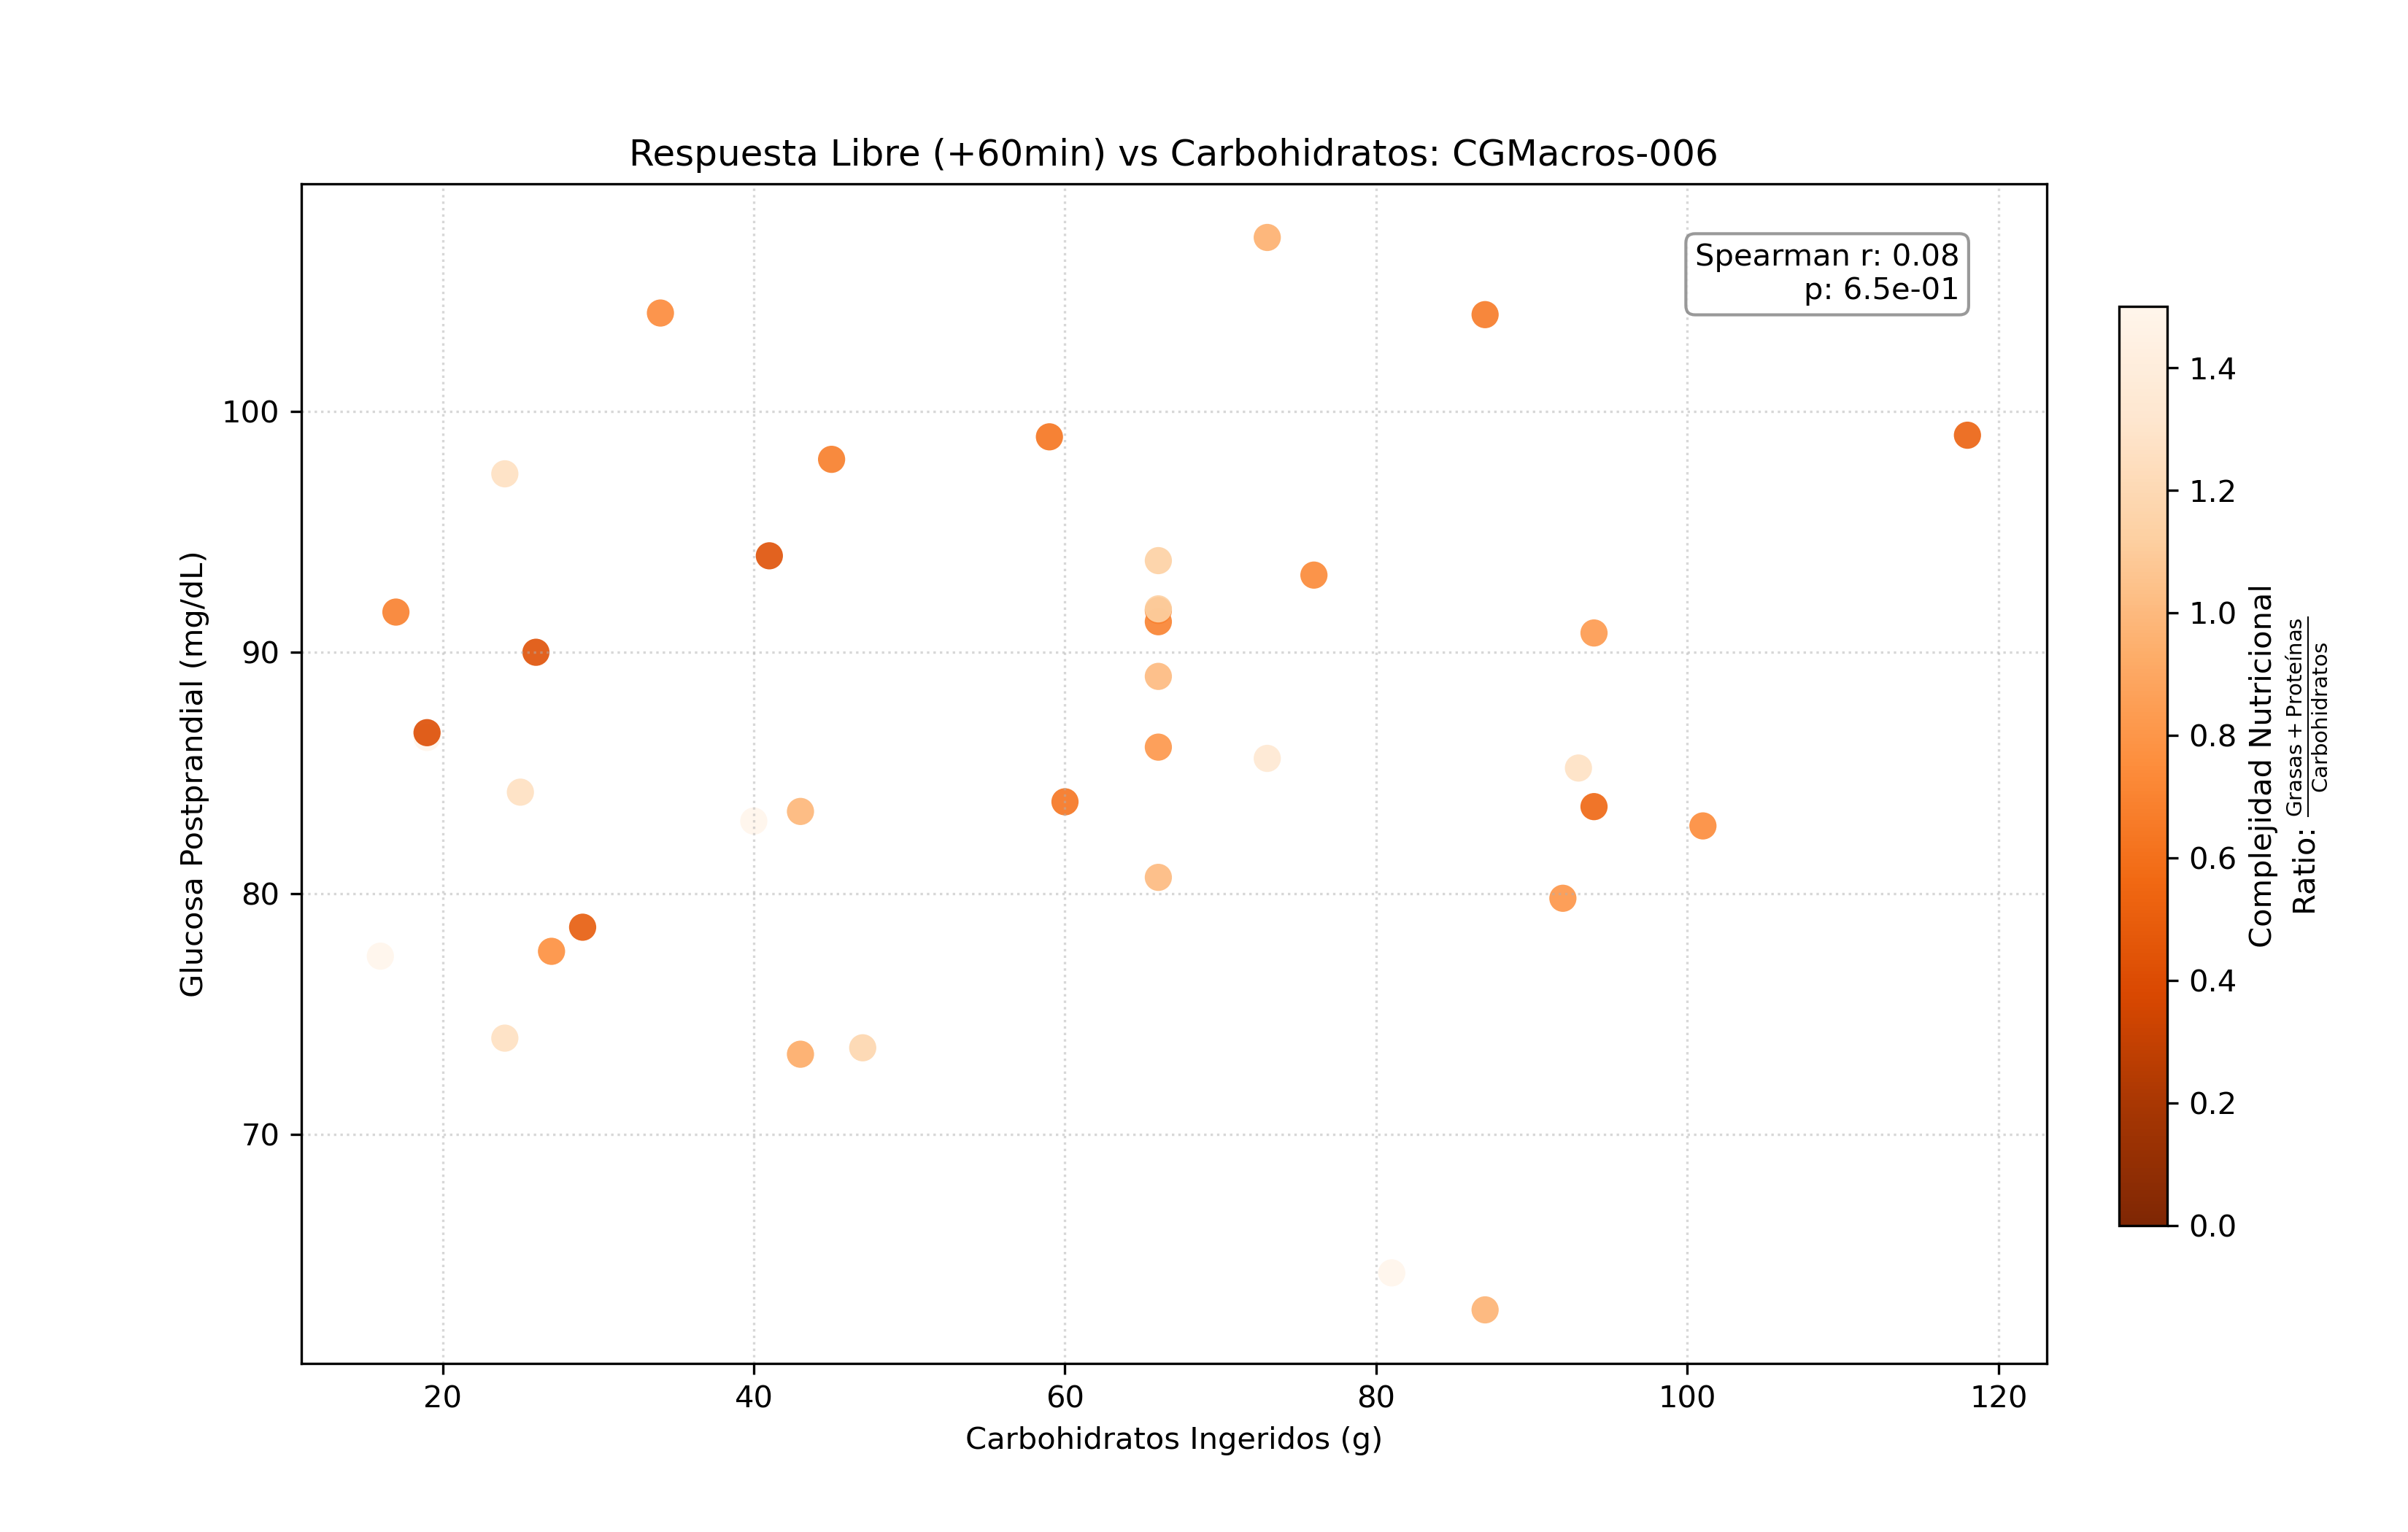 Respuesta Libre (+60min) vs Carbohidratos: CGMacros-006
Spearman r: 0.08
p: 6.5e-01
Glucosa Postprandial (mg/dL)
100
90
80
70
20
40
60
80
100
120
Carbohidratos Ingeridos (g)
1.4
1.2
1.0
0.8
0.6
0.4
0.2
0.0
Complejidad Nutricional
Ratio: Grasas + Proteínas
Carbohidratos